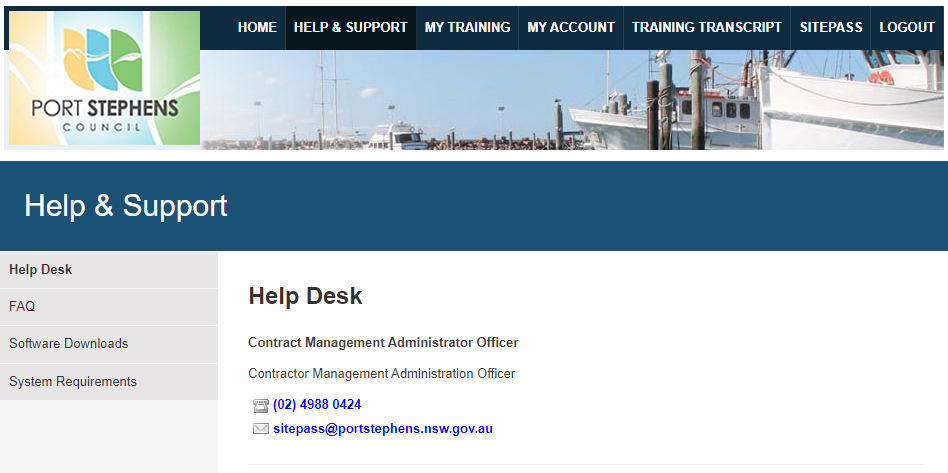 HOME HELP & SUPPORT MY TRAINING MY ACCOUNT TRAINING TRANSCRIPT SITEPASS LOGOUT
PORT STEPHENS
COUNCIL
Help & Support
Help Desk
FAQ
Software Downloads
System Requirements
Help Desk
Contract Management Administrator Officer
Contractor Management Administration Officer
(02) 4988 0424
sitepass@portstephens.nsw.gov.au